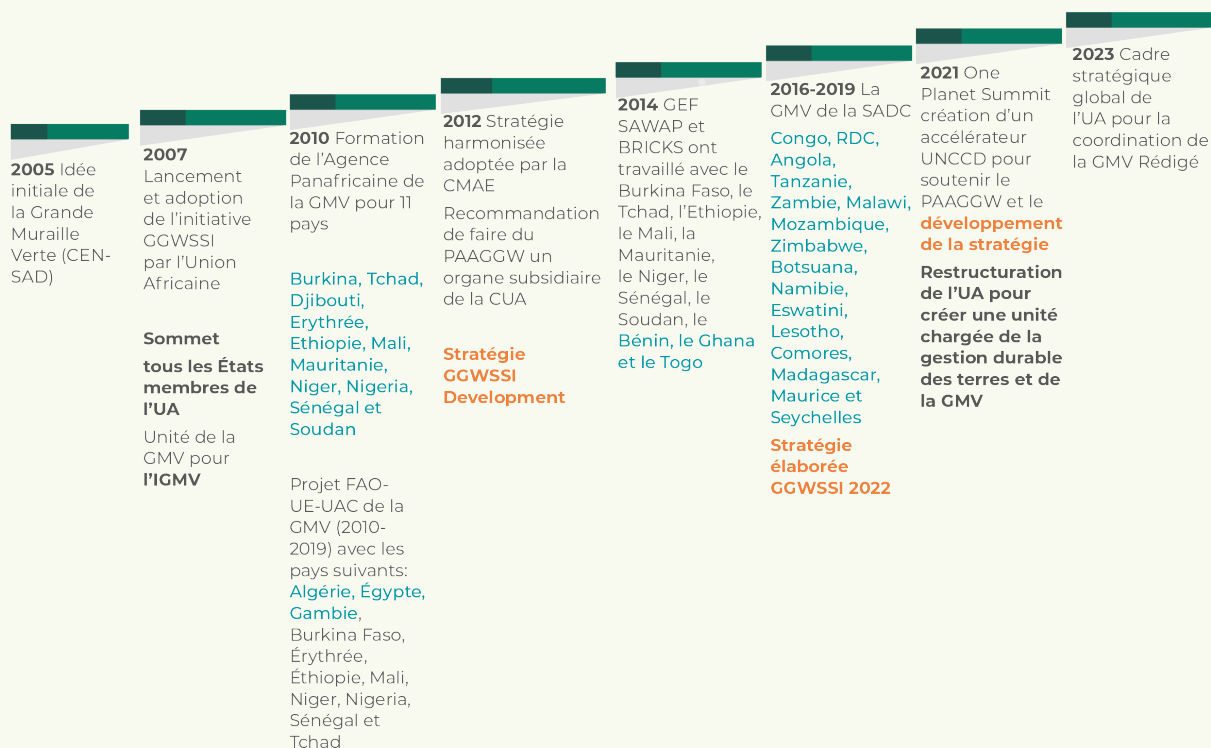 2005 Idée
initiale de
la Grande
Muraille
Verte (CEN-
SAD)
2007
Lancement
et adoption
de l’initiative
GGWSSI
par l’Union
Africaine
Sommet
tous les États
membres de
l’UA
Unité de la
GMV pour
l’IGMV
2010 Formation
de l’Agence
Panafricaine de
la GMV pour 11
pays
Burkina, Tchad,
Djibouti,
Erythrée,
Ethiopie, Mali,
Mauritanie,
Niger, Nigeria,
Sénégal et
Soudan
Projet FAO-
UE-UAC de la
GMV (2010-
2019) avec les
pays suivants:
Algérie, Égypte,
Gambie,
Burkina Faso,
Érythrée,
Éthiopie, Mali,
Niger, Nigeria,
Sénégal et
Tchad
2012 Stratégie
harmonisée
adoptée par la
CMAE
Recommandation
de faire du
PAAGGW un
organe subsidiaire
de la CUA
Stratégie
GGWSSI
Development
2014 GEF
SAWAP et
BRICKS ont
travaillé avec le
Burkina Faso, le
Tchad, l’Ethiopie,
le Mali, la
Mauritanie,
le Niger, le
Sénégal, le
Soudan, le
Bénin, le Ghana
et le Togo
2016-2019 La
GMV de la SADC
Congo, RDC,
Angola,
Tanzanie,
Zambie, Malawi,
Mozambique,
Zimbabwe,
Botsuana,
Namibie,
Eswatini,
Lesotho,
Comores,
Madagascar,
Maurice et
Seychelles
Stratégie
élaborée
GGWSSI 2022
2021 One
Planet Summit
création d’un
accélérateur
UNCCD pour
soutenir le
PAAGGW et le
développement
de la stratégie
Restructuration
de l’UA pour
créer une unité
chargée de la
gestion durable
des terres et de
la GMV
2023 Cadre
stratégique
global de
l’UA pour la
coordination de
la GMV Rédigé